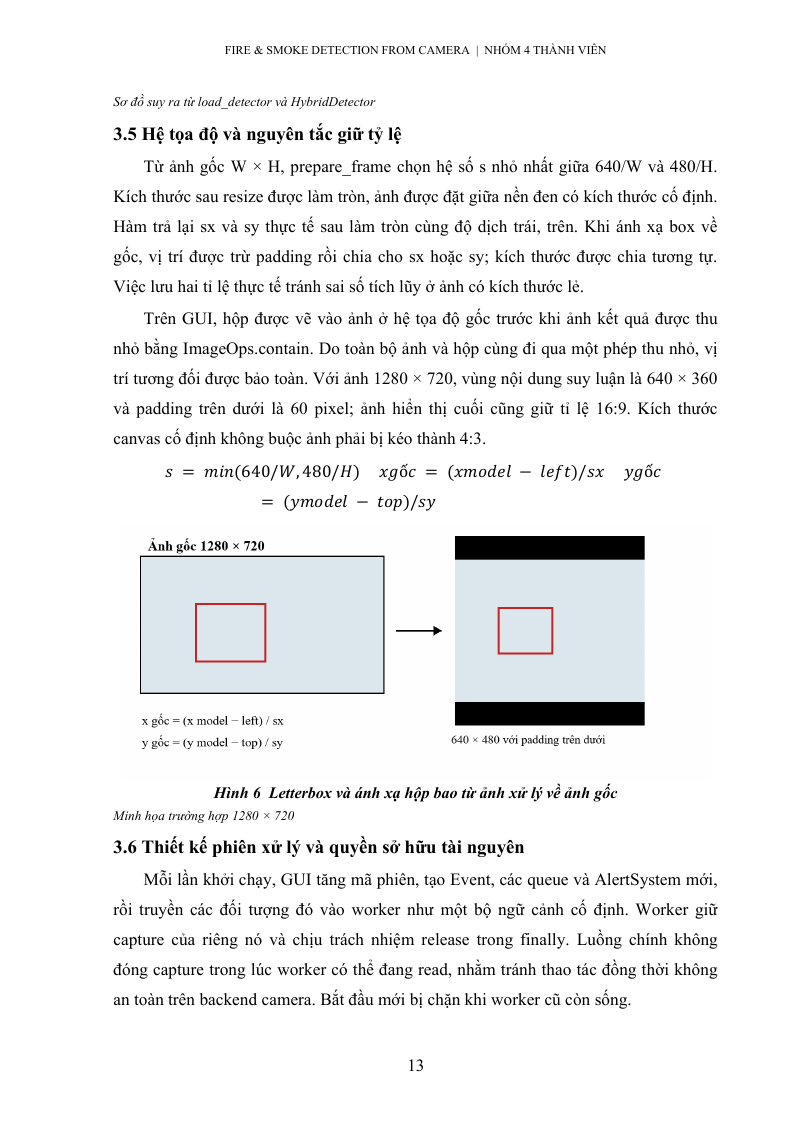 FIRE & SMOKE DETECTION FROM CAMERA | NHÓM 4 THÀNH VIÊN
Sơ đồ suy ra từ load_detector và HybridDetector
3.5 Hệ tọa độ và nguyên tắc giữ tỷ lệ
Từ ảnh gốc W × H, prepare_frame chọn hệ số s nhỏ nhất giữa 640/W và 480/H.
Kích thước sau resize được làm tròn, ảnh được đặt giữa nền đen có kích thước cố định.
Hàm trả lại sx và sy thực tế sau làm tròn cùng độ dịch trái, trên. Khi ánh xạ box về
gốc, vị trí được trừ padding rồi chia cho sx hoặc sy; kích thước được chia tương tự.
Việc lưu hai tỉ lệ thực tế tránh sai số tích lũy ở ảnh có kích thước lẻ.
Trên GUI, hộp được vẽ vào ảnh ở hệ tọa độ gốc trước khi ảnh kết quả được thu
nhỏ bằng ImageOps.contain. Do toàn bộ ảnh và hộp cùng đi qua một phép thu nhỏ, vị
trí tương đối được bảo toàn. Với ảnh 1280 × 720, vùng nội dung suy luận là 640 × 360
và padding trên dưới là 60 pixel; ảnh hiển thị cuối cũng giữ tỉ lệ 16:9. Kích thước
canvas cố định không buộc ảnh phải bị kéo thành 4:3.
s = min(640/W, 480/H) xgốc = (xmodel − left)/sx ygốc
= (ymodel − top)/sy
Ảnh gốc 1280 × 720
x gốc = (x model − left) / sx
y gốc = (y model − top) / sy
640 × 480 với padding trên dưới
Hình 6 Letterbox và ánh xạ hộp bao từ ảnh xử lý về ảnh gốc
Minh họa trường hợp 1280 × 720
3.6 Thiết kế phiên xử lý và quyền sở hữu tài nguyên
Mỗi lần khởi chạy, GUI tăng mã phiên, tạo Event, các queue và AlertSystem mới,
rồi truyền các đối tượng đó vào worker như một bộ ngữ cảnh cố định. Worker giữ
capture của riêng nó và chịu trách nhiệm release trong finally. Luồng chính không
đóng capture trong lúc worker có thể đang read, nhằm tránh thao tác đồng thời không
an toàn trên backend camera. Bắt đầu mới bị chặn khi worker cũ còn sống.
13